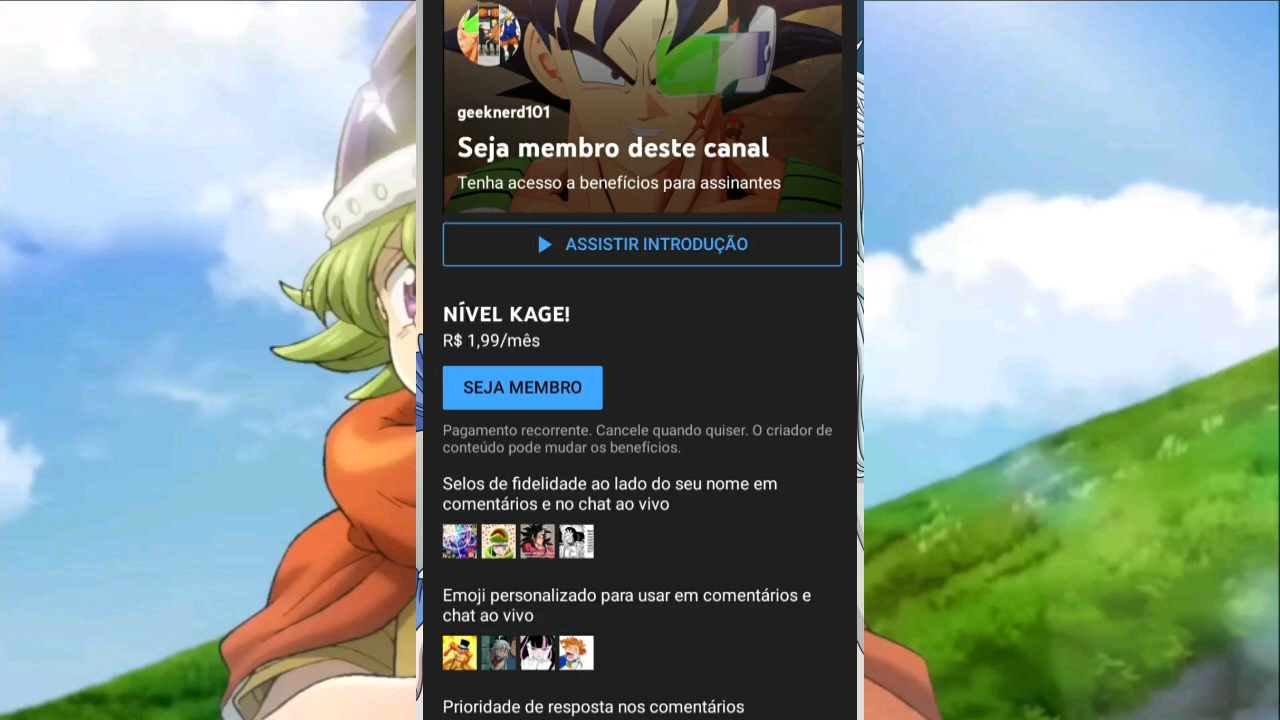 geeknerd101
Seja membro deste canal
Tenha acesso a benefícios para assinantes
ASSISTIR INTRODUÇÃO
NÍVEL KAGE!
R$ 1,99/mês
SEJA MEMBRO
Pagamento recorrente. Cancele quando quiser. O criador de
conteúdo pode mudar os benefícios.
Selos de fidelidade ao lado do seu nome em
comentários e no chat ao vivo
Emoji personalizado para usar em comentários e
chat ao vivo
Prioridade de resposta nos comentários